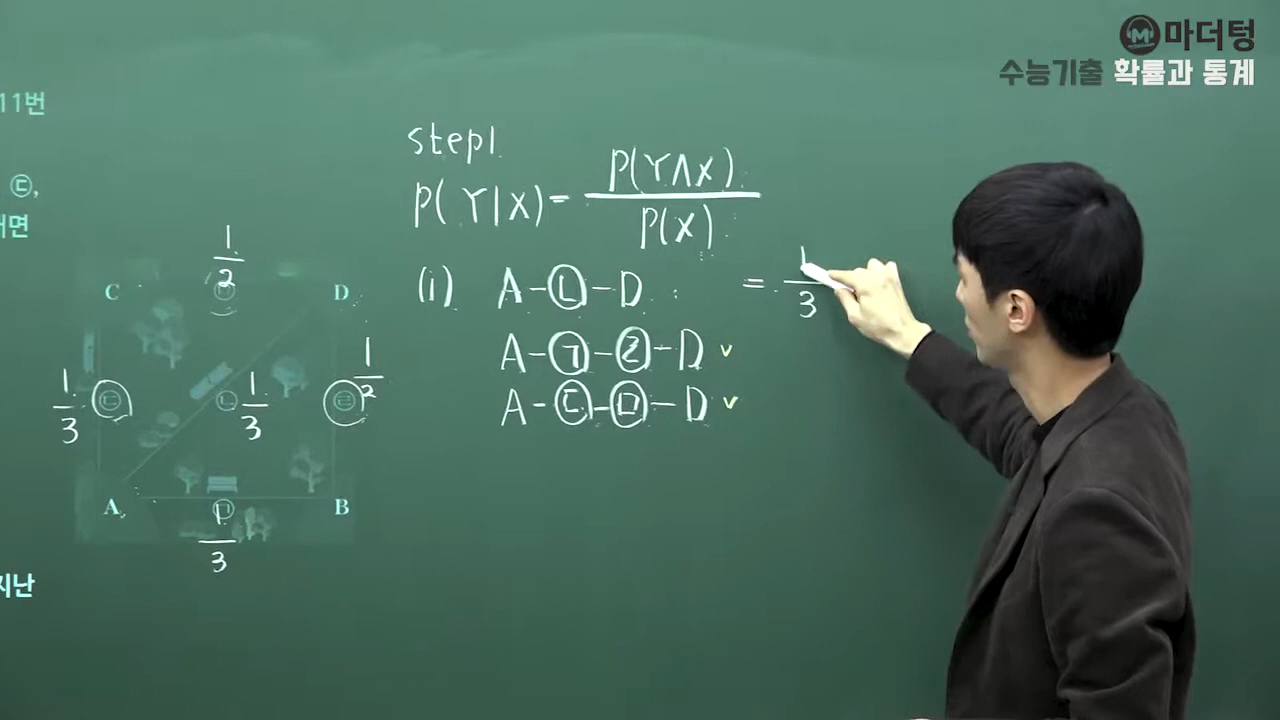 마더텅
수능기출 확률과 통계
11번
㉢,
지난
step1.
P(Y|X) = P(Y∧X) / P(X)
(i) A-㉡-D = 1/3
A-㉠-㉣-D ✓
A-㉢-㉤-D ✓
1/2
C D
1/3 ㉢ ㉡ 1/3 ㉣ 1/2
A B
1/3